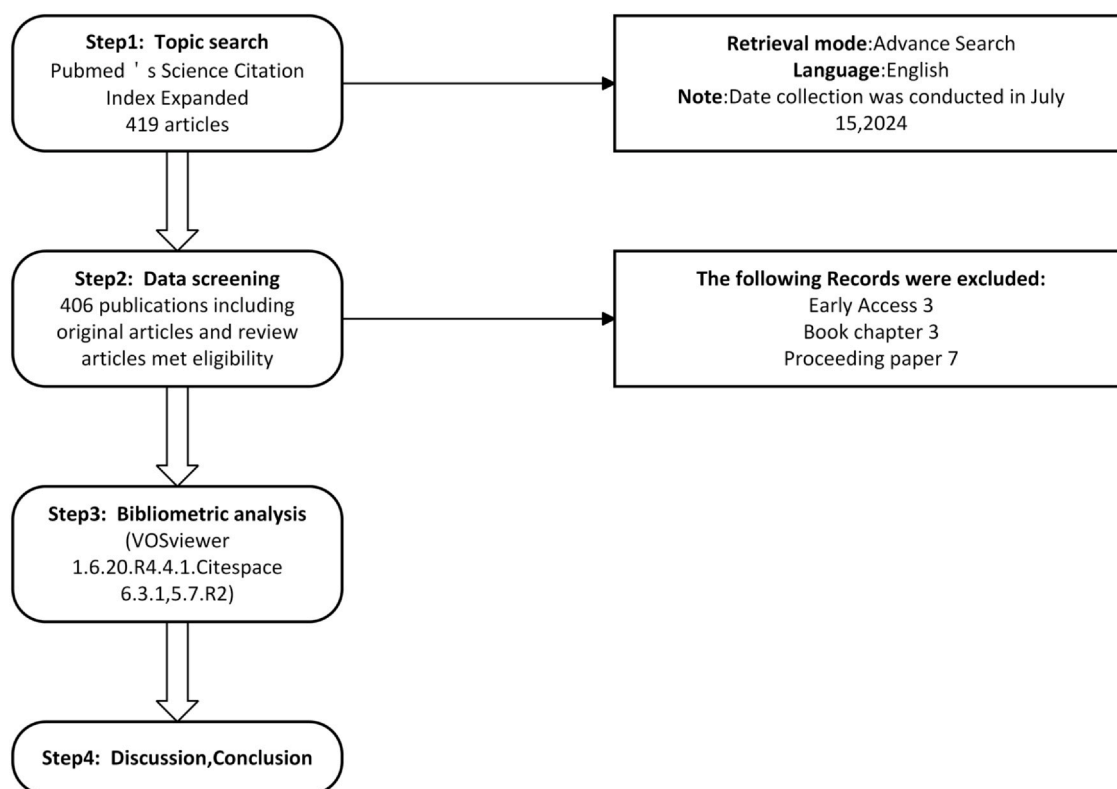 Step1: Topic search
Pubmed ' s Science Citation
Index Expanded
419 articles
Retrieval mode:Advance Search
Language:English
Note:Date collection was conducted in July
15,2024
Step2: Data screening
406 publications including
original articles and review
articles met eligibility
The following Records were excluded:
Early Access 3
Book chapter 3
Proceeding paper 7
Step3: Bibliometric analysis
(VOSviewer
1.6.20.R4.4.1.Citespace
6.3.1,5.7.R2)
Step4: Discussion,Conclusion